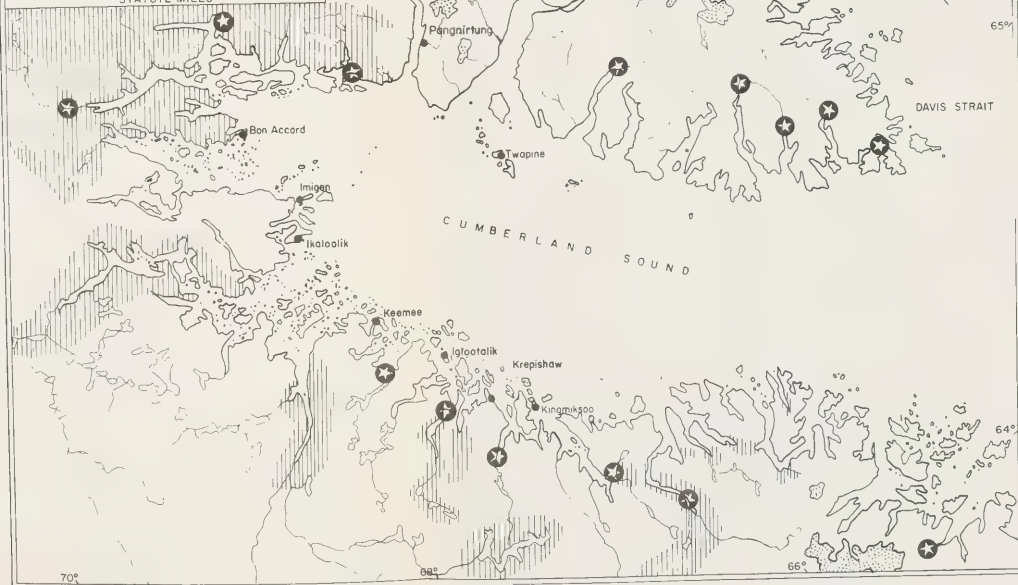 STATUTE MILES
65°
Pangnirtung
DAVIS STRAIT
Bon Accord
Twapine
Imigen
CUMBERLAND SOUND
Ikaloolik
Keemee
Iglootalik
Krepishaw
Kingmiksoo
64°
70°
68°
66°